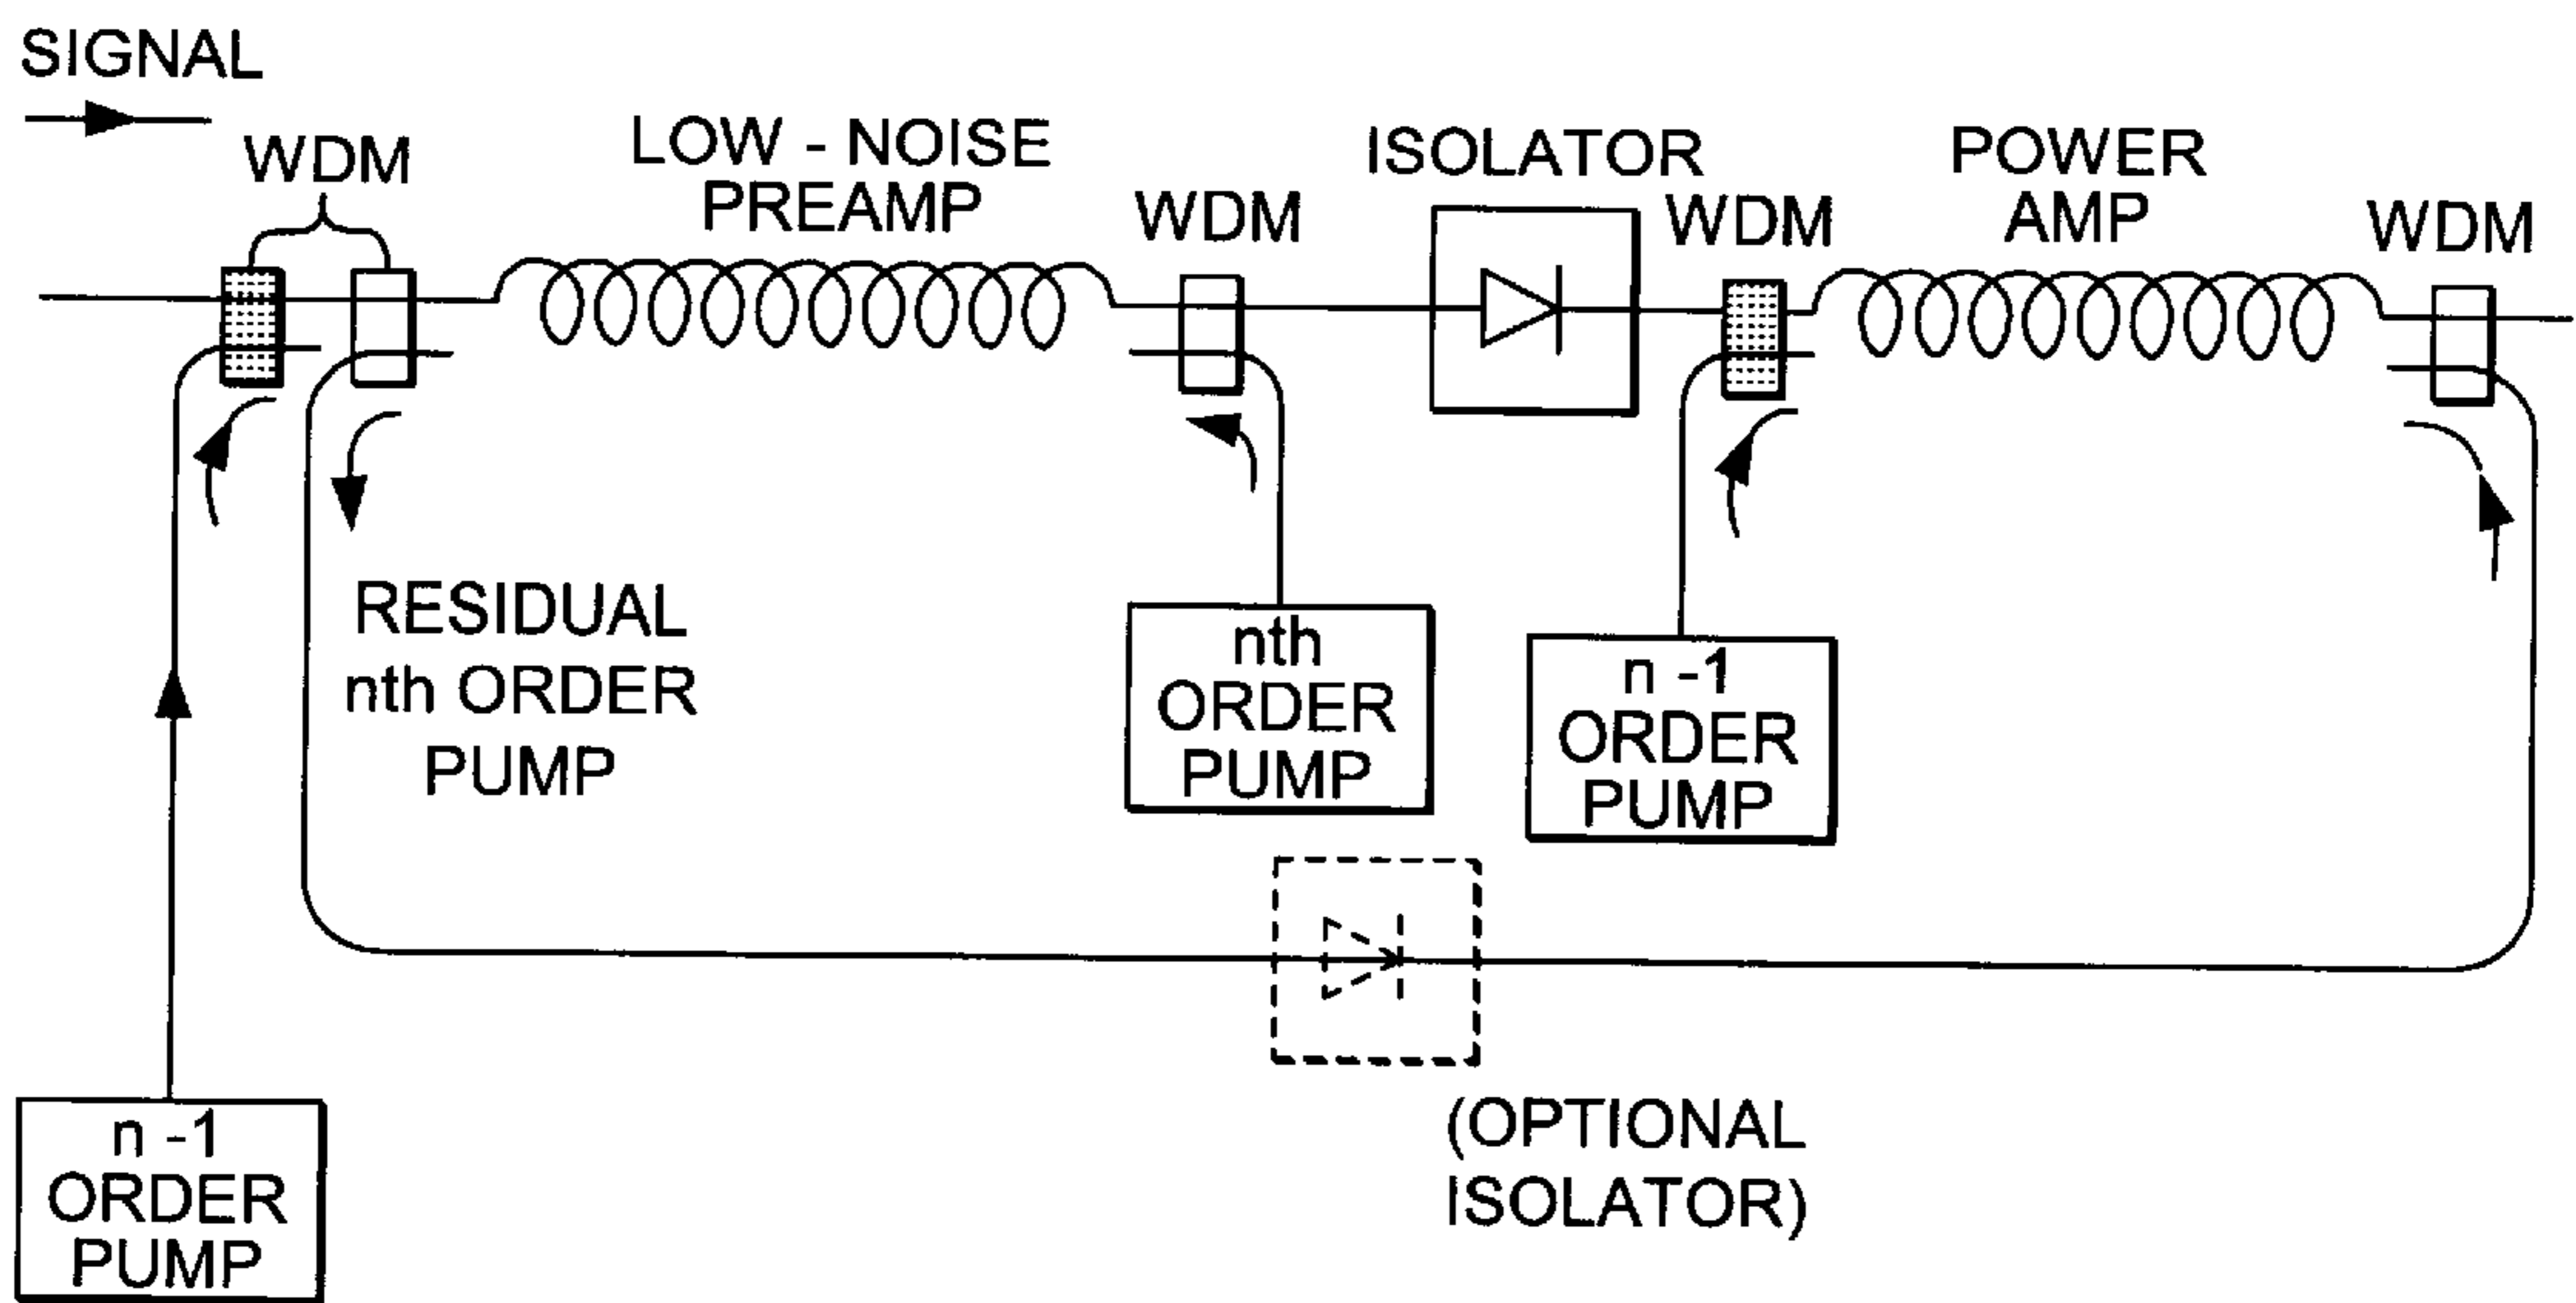 SIGNAL
WDM
LOW - NOISE
PREAMP
WDM
ISOLATOR
WDM
POWER
AMP
WDM
RESIDUAL
nth ORDER
PUMP
nth
ORDER
PUMP
n -1
ORDER
PUMP
n -1
ORDER
PUMP
(OPTIONAL
ISOLATOR)